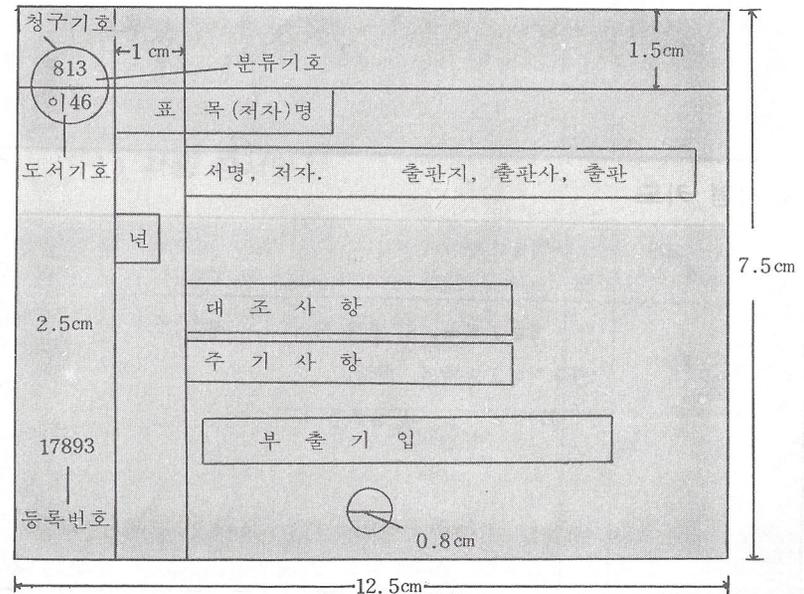 청구기호
1 cm
1.5cm
813
분류기호
이46
표 목(저자)명
도서기호
서명, 저자. 출판지, 출판사, 출판
년
7.5cm
대 조 사 항
2.5cm
주 기 사 항
부 출 기 입
17893
등록번호
0.8cm
12.5cm